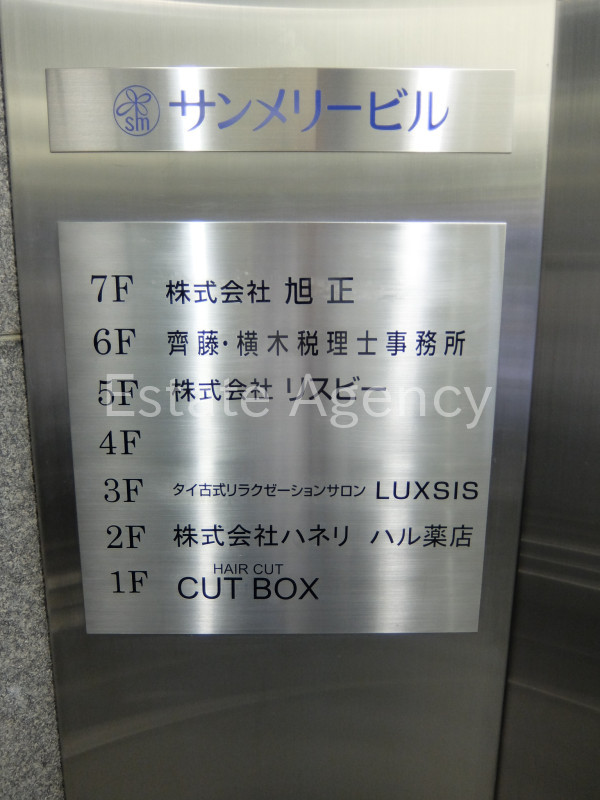 sm サンメリービル
7F 株式会社 旭正
6F 齊藤・横木税理士事務所
5F 株式会社 リスビー
Estate Agency
4F
3F タイ古式リラクゼーションサロン LUXSIS
2F 株式会社ハネリ ハル薬店
HAIR CUT
1F CUT BOX